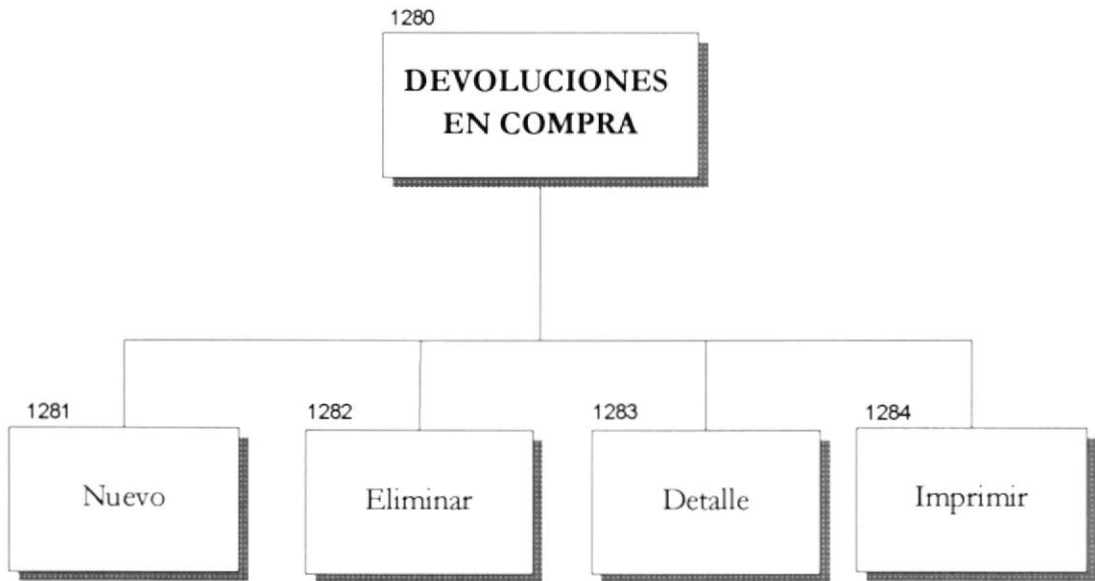 1280
DEVOLUCIONES
EN COMPRA
1281
Nuevo
1282
Eliminar
1283
Detalle
1284
Imprimir